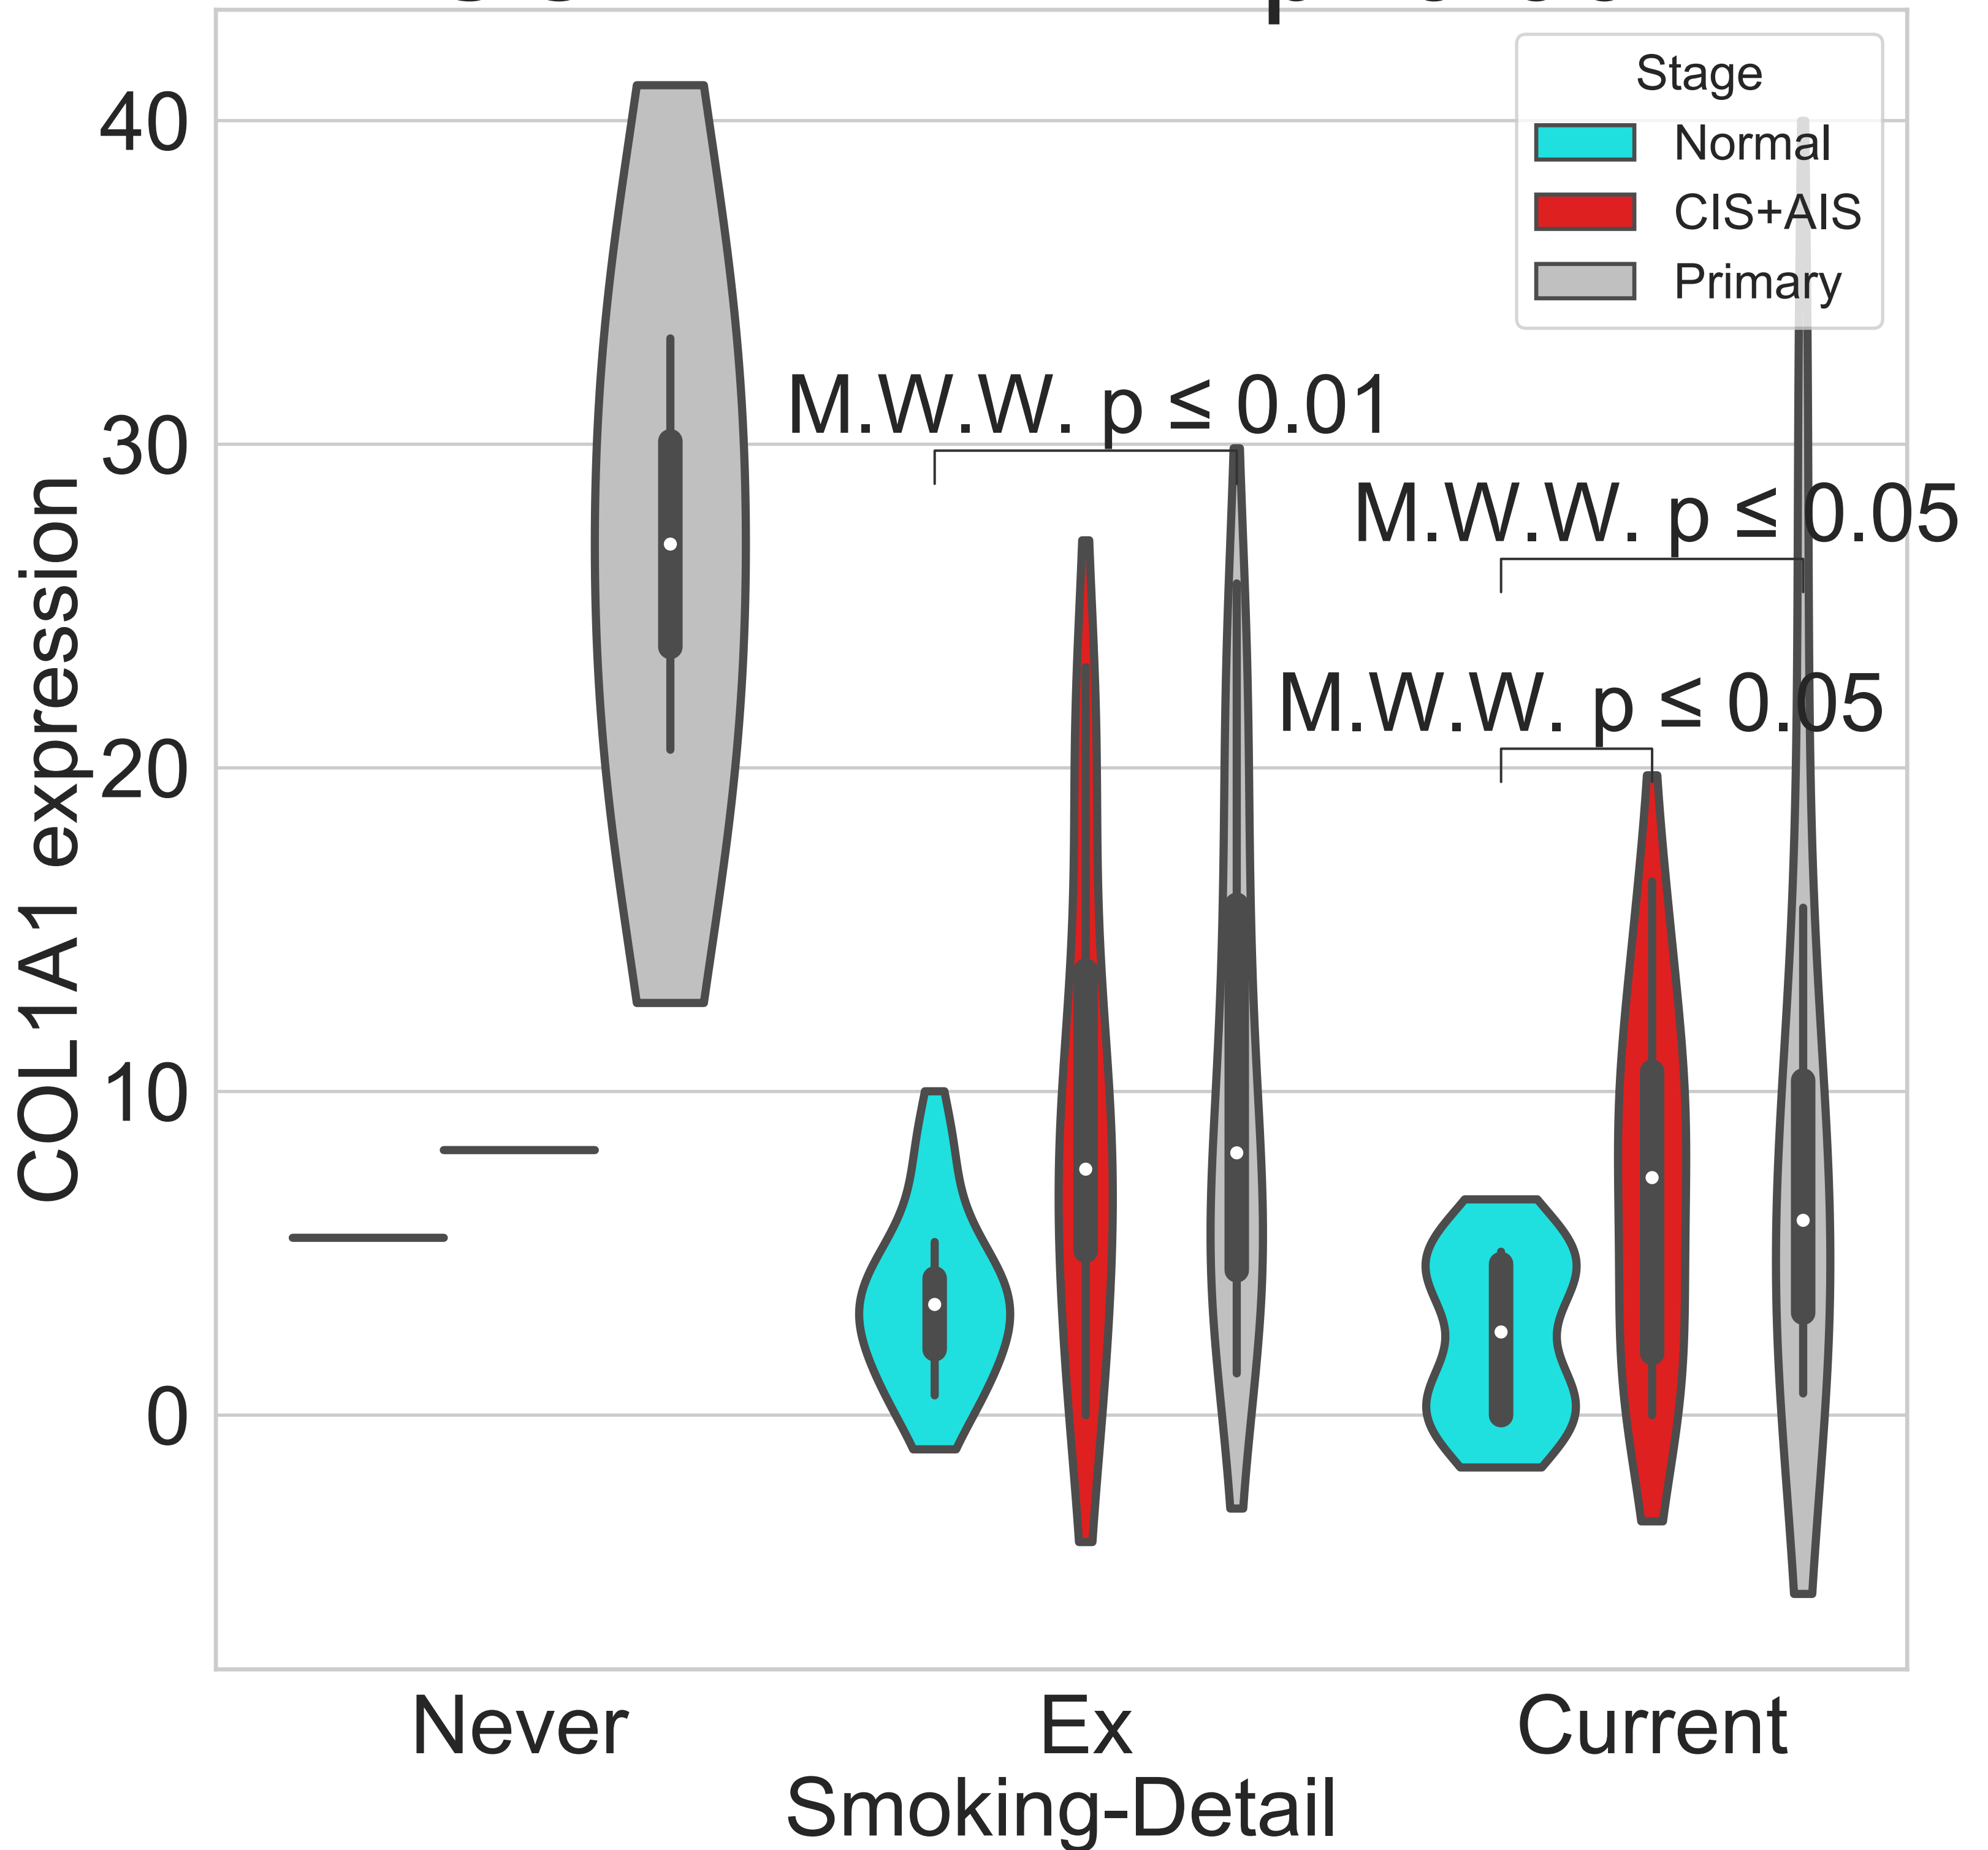 Stage
Normal
CIS+AIS
Primary
M.W.W. p ≤ 0.01
M.W.W. p ≤ 0.05
M.W.W. p ≤ 0.05
40
30
20
10
0
COL1A1 expression
Never
Ex
Current
Smoking-Detail